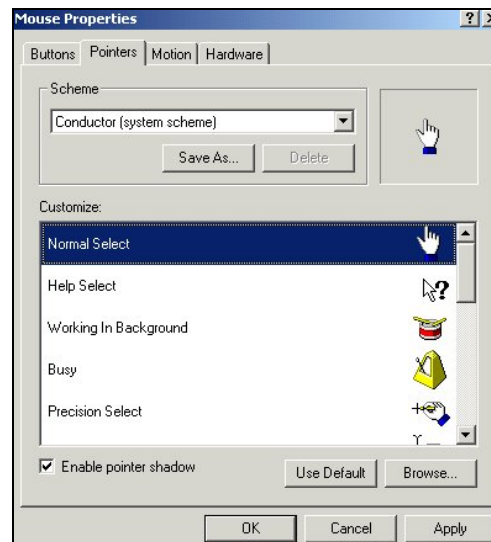 Mouse Properties
Buttons Pointers Motion Hardware
Scheme
Conductor (system scheme)
Save As... Delete
Customize:
Normal Select
Help Select
Working In Background
Busy
Precision Select
Enable pointer shadow
Use Default Browse...
OK Cancel Apply